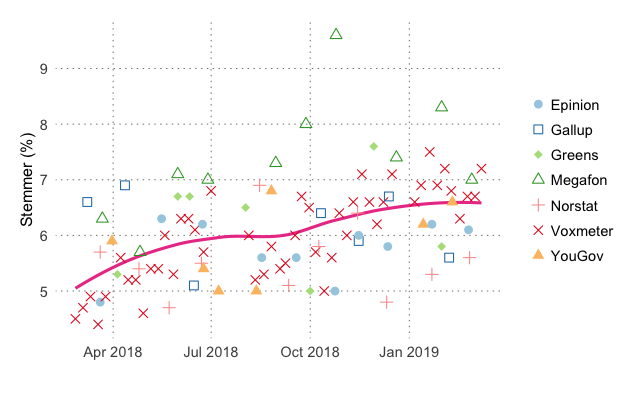 Stemmer (%)
9
8
7
6
5
Apr 2018
Jul 2018
Oct 2018
Jan 2019
Epinion
Gallup
Greens
Megafon
Norstat
Voxmeter
YouGov